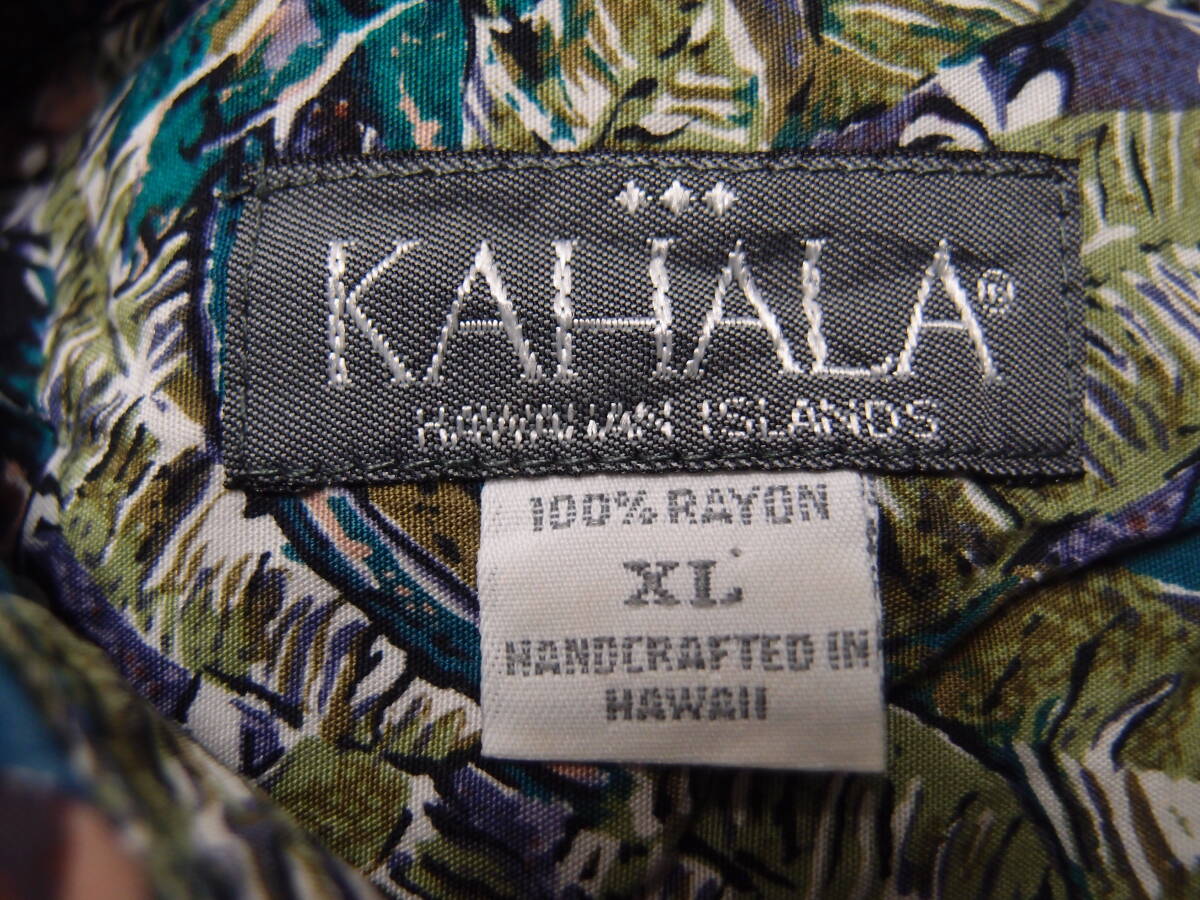 KAHALA®
HAWAIIAN ISLANDS
100% RAYON
XL
HANDCRAFTED IN
HAWAII